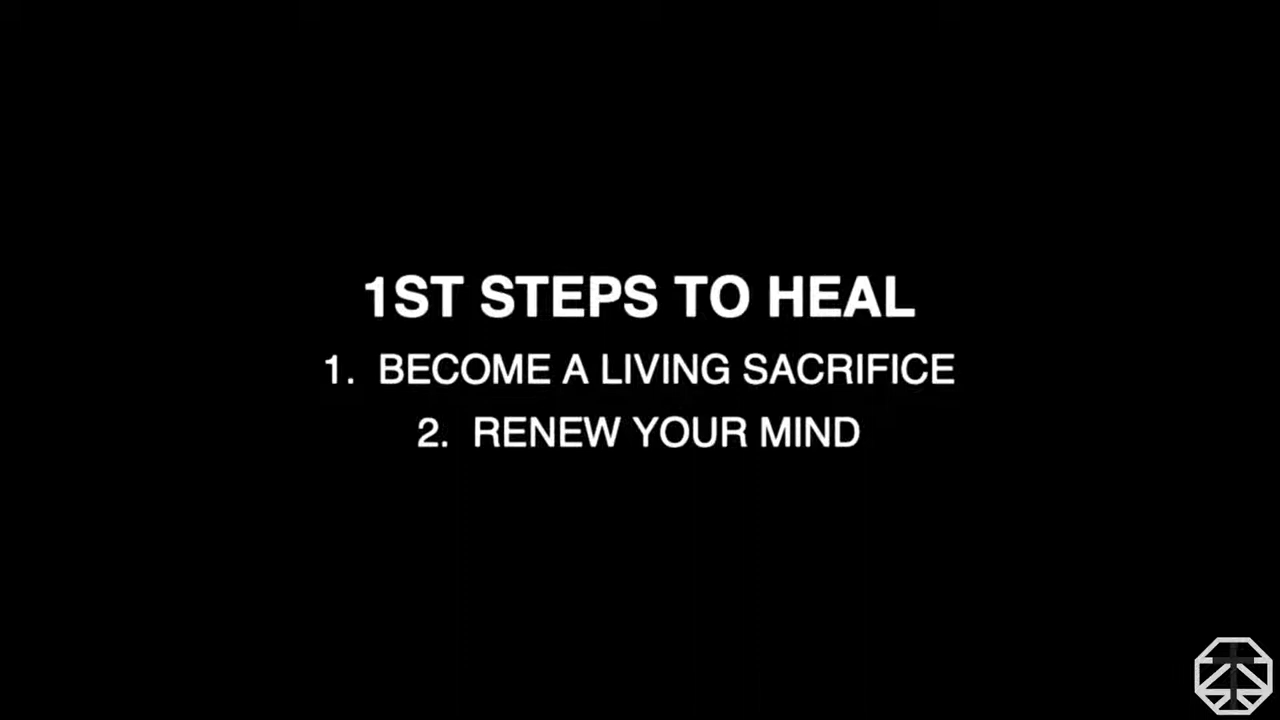 1ST STEPS TO HEAL
1. BECOME A LIVING SACRIFICE
2. RENEW YOUR MIND